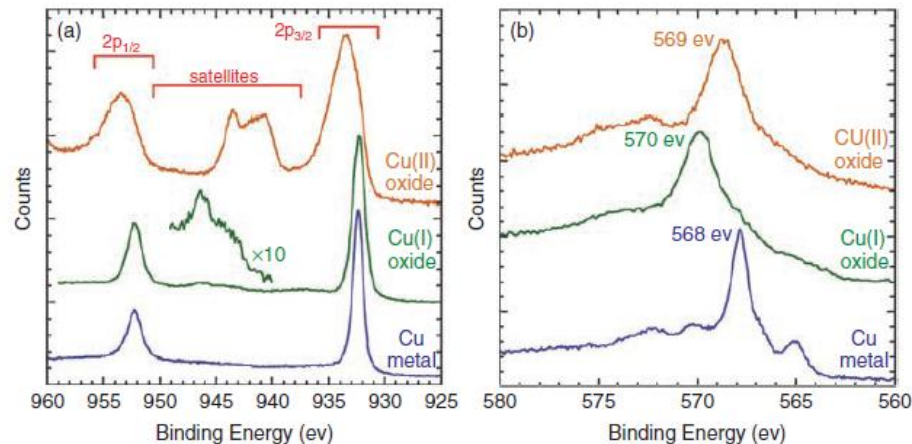 (a)
2p1/2
2p3/2
satellites
Cu(II)
oxide
×10
Cu(I)
oxide
Cu
metal
Counts
960 955 950 945 940 935 930 925
Binding Energy (ev)
(b)
569 ev
CU(II)
oxide
570 ev
Cu(I)
oxide
568 ev
Cu
metal
Counts
580 575 570 565 560
Binding Energy (ev)